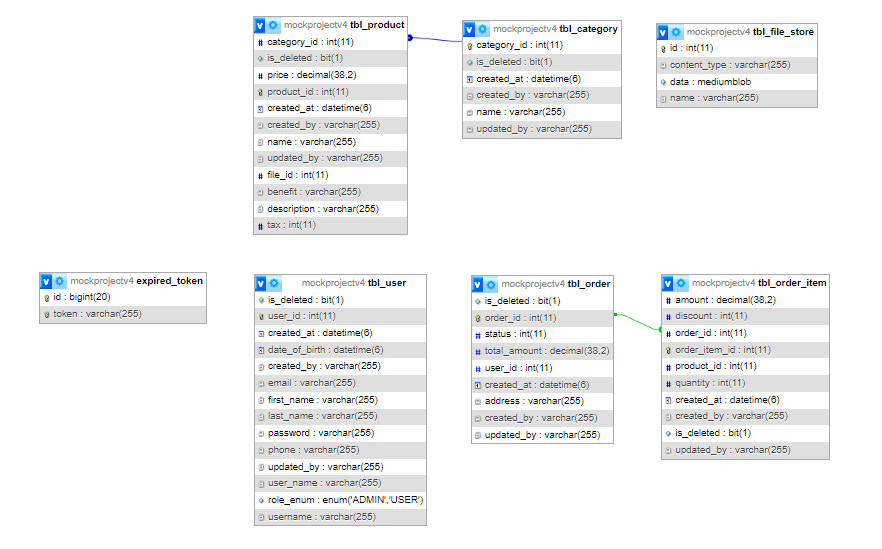 mockprojectv4 tbl_product
category_id : int(11)
is_deleted : bit(1)
price : decimal(38,2)
product_id : int(11)
created_at : datetime(6)
created_by : varchar(255)
name : varchar(255)
updated_by : varchar(255)
file_id : int(11)
benefit : varchar(255)
description : varchar(255)
tax : int(11)
mockprojectv4 tbl_category
category_id : int(11)
is_deleted : bit(1)
created_at : datetime(6)
created_by : varchar(255)
name : varchar(255)
updated_by : varchar(255)
mockprojectv4 tbl_file_store
id : int(11)
content_type : varchar(255)
data : mediumblob
name : varchar(255)
mockprojectv4 expired_token
id : bigint(20)
token : varchar(255)
mockprojectv4 tbl_user
is_deleted : bit(1)
user_id : int(11)
created_at : datetime(6)
date_of_birth : datetime(6)
created_by : varchar(255)
email : varchar(255)
first_name : varchar(255)
last_name : varchar(255)
password : varchar(255)
phone : varchar(255)
updated_by : varchar(255)
user_name : varchar(255)
role_enum : enum('ADMIN','USER')
username : varchar(255)
mockprojectv4 tbl_order
is_deleted : bit(1)
order_id : int(11)
status : int(11)
total_amount : decimal(38,2)
user_id : int(11)
created_at : datetime(6)
address : varchar(255)
created_by : varchar(255)
updated_by : varchar(255)
mockprojectv4 tbl_order_item
amount : decimal(38,2)
discount : int(11)
order_id : int(11)
order_item_id : int(11)
product_id : int(11)
quantity : int(11)
created_at : datetime(6)
created_by : varchar(255)
is_deleted : bit(1)
updated_by : varchar(255)